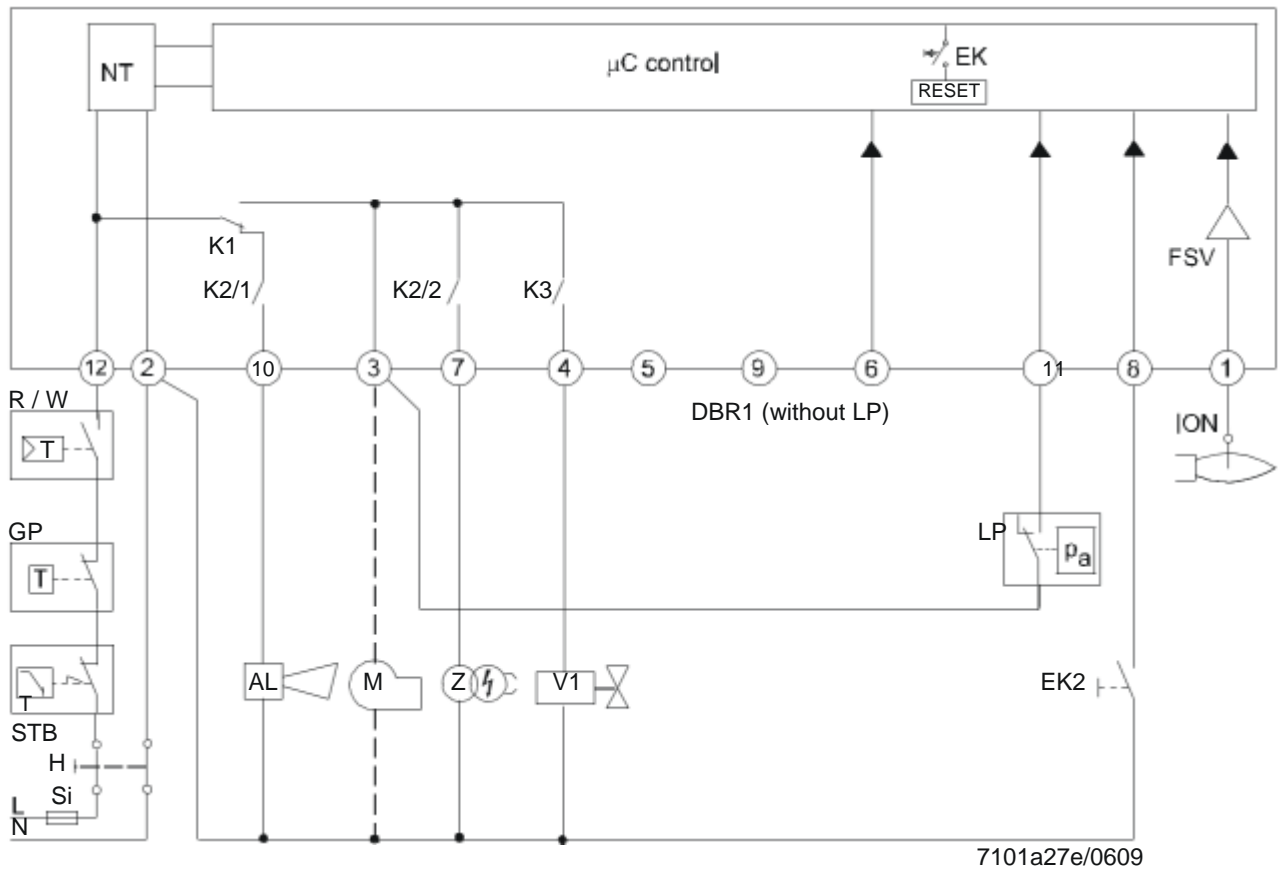 NT
μC control
EK
RESET
K1
K2/1
K2/2
K3
FSV
12
2
10
3
7
4
5
9
6
11
8
1
R / W
DBR1 (without LP)
ION
T
GP
LP
pa
T
AL
M
Z
V1
EK2
T
STB
H
Si
L
N
7101a27e/0609